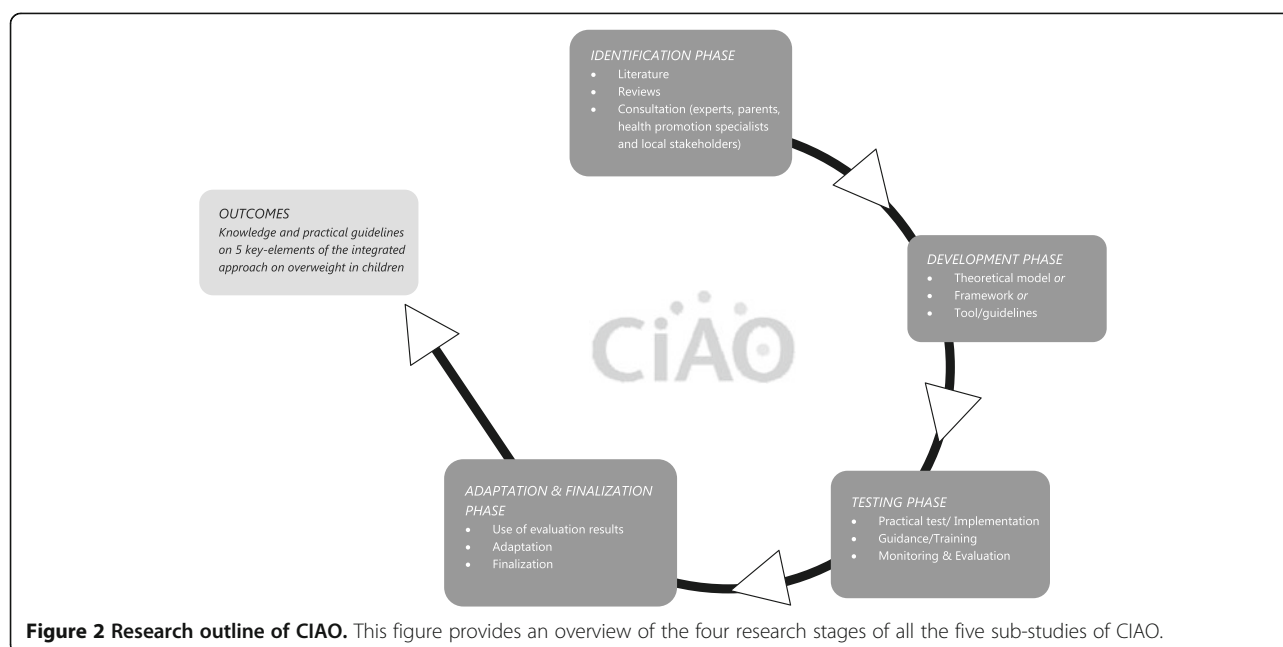 IDENTIFICATION PHASE
• Literature
• Reviews
• Consultation (experts, parents,
health promotion specialists
and local stakeholders)
OUTCOMES
Knowledge and practical guidelines
on 5 key-elements of the integrated
approach on overweight in children
DEVELOPMENT PHASE
• Theoretical model or
• Framework or
• Tool/guidelines
CiAO
ADAPTATION & FINALIZATION
PHASE
• Use of evaluation results
• Adaptation
• Finalization
TESTING PHASE
• Practical test/ Implementation
• Guidance/Training
• Monitoring & Evaluation
Figure 2 Research outline of CIAO. This figure provides an overview of the four research stages of all the five sub-studies of CIAO.